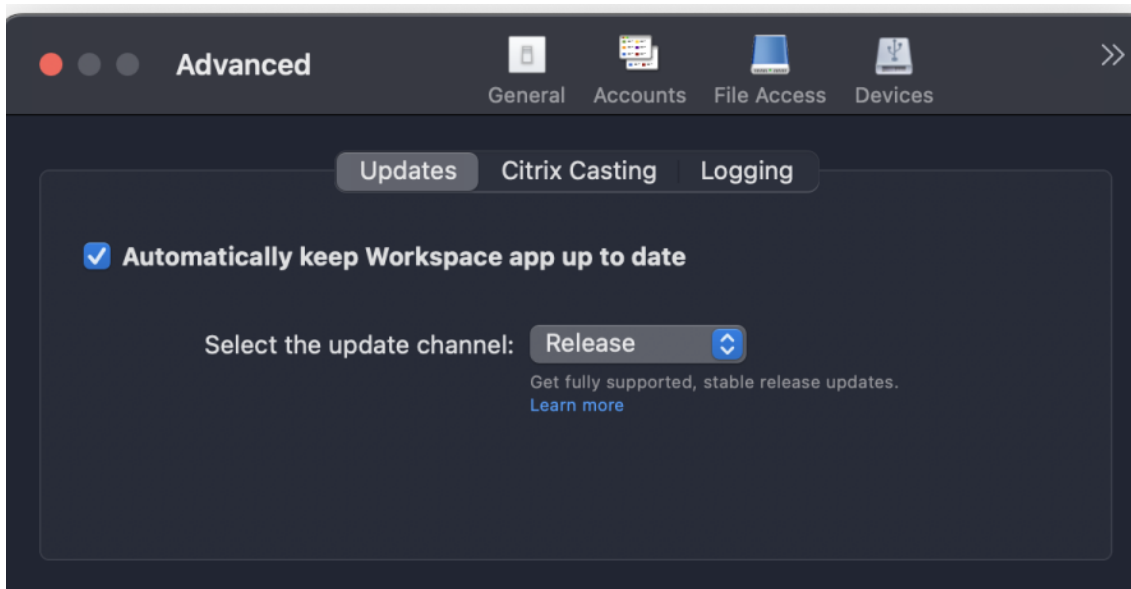 Advanced
General Accounts File Access Devices
Updates Citrix Casting Logging
Automatically keep Workspace app up to date
Select the update channel: Release
Get fully supported, stable release updates.
Learn more